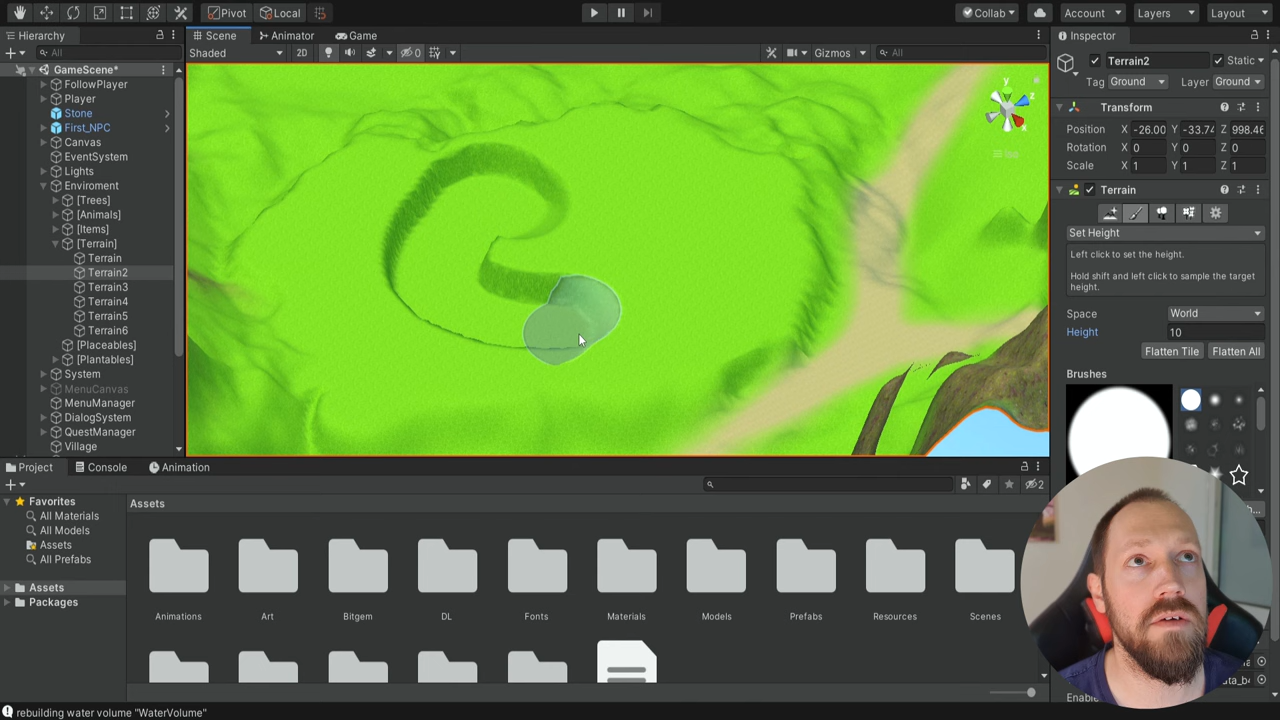 Pivot Local Collab Account Layers Layout
Hierarchy Scene Animator Game Inspector
All Shaded 2D 0 Gizmos All
GameScene*
FollowPlayer
Player
Stone
First_NPC
Canvas
EventSystem
Lights
Enviroment
[Trees]
[Animals]
[Items]
[Terrain]
Terrain
Terrain2
Terrain3
Terrain4
Terrain5
Terrain6
[Placeables]
[Plantables]
System
MenuCanvas
MenuManager
DialogSystem
QuestManager
Village
y
z
x
Terrain2 Static
Tag Ground Layer Ground
Transform
Position X -26.00 Y -33.74 Z 998.46
Rotation X 0 Y 0 Z 0
Scale X 1 Y 1 Z 1
Terrain
Set Height
Left click to set the height.
Hold shift and left click to sample the target
height.
Space World
Height 10
Flatten Tile Flatten All
Brushes
Project Console Animation
2
Favorites
All Materials
All Models
Assets
All Prefabs
Assets
Packages
Assets
Animations Art Bitgem DL Fonts Materials Models Prefabs Resources Scenes
rebuilding water volume "WaterVolume"